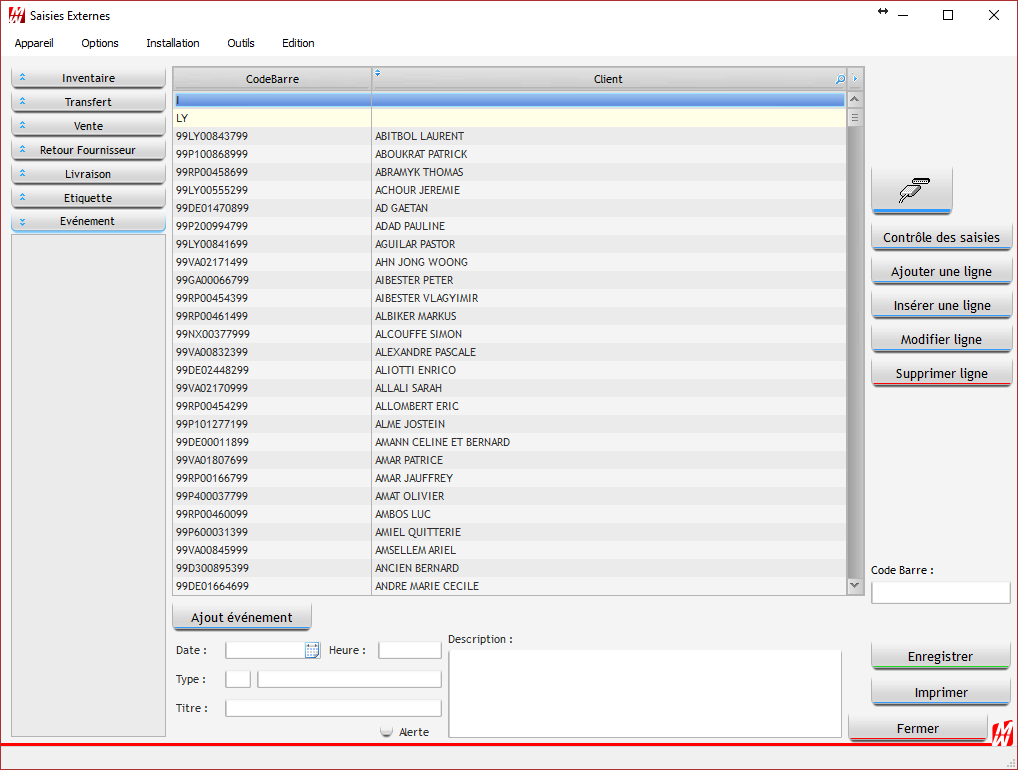 Saisies Externes
Appareil Options Installation Outils Edition
Inventaire
Transfert
Vente
Retour Fournisseur
Livraison
Etiquette
Evénement
CodeBarre Client
LY
99LY00843799 ABITBOL LAURENT
99P100868999 ABOUKRAT PATRICK
99RP00458699 ABRAMYK THOMAS
99LY00555299 ACHOUR JEREMIE
99DE01470899 AD GAETAN
99P200994799 ADAD PAULINE
99LY00841699 AGUILAR PASTOR
99VA02171499 AHN JONG WOONG
99GA00066799 AIBESTER PETER
99RP00454399 AIBESTER VLAGYIMIR
99RP00461499 ALBIKER MARKUS
99NX00377999 ALCOUFFE SIMON
99VA00832399 ALEXANDRE PASCALE
99DE02448299 ALIOTTI ENRICO
99VA02170999 ALLALI SARAH
99RP00454299 ALLOMBERT ERIC
99P101277199 ALME JOSTEIN
99DE00011899 AMANN CELINE ET BERNARD
99VA01807699 AMAR PATRICE
99RP00166799 AMAR JAUFFREY
99P400037799 AMAT OLIVIER
99RP00460099 AMBOS LUC
99P600031399 AMIEL QUITTERIE
99VA00845999 AMSELLEM ARIEL
99D300895399 ANCIEN BERNARD
99DE01664699 ANDRE MARIE CECILE
Contrôle des saisies
Ajouter une ligne
Insérer une ligne
Modifier ligne
Supprimer ligne
Code Barre :
Ajout événement
Date : Heure :
Type :
Titre :
Alerte
Description :
Enregistrer
Imprimer
Fermer